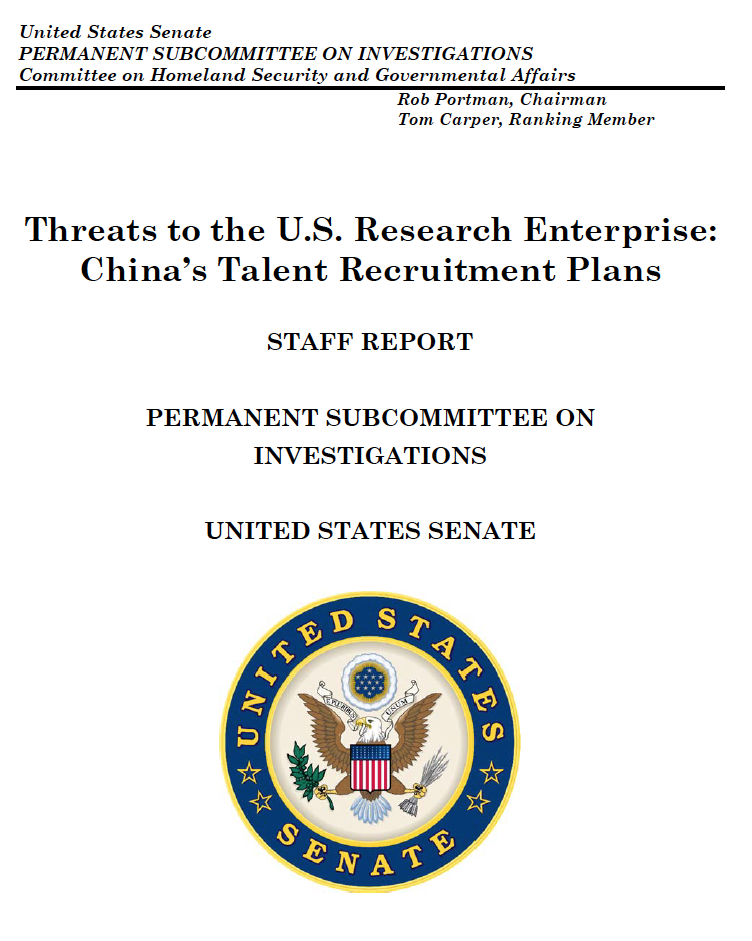 United States Senate
PERMANENT SUBCOMMITTEE ON INVESTIGATIONS
Committee on Homeland Security and Governmental Affairs
Rob Portman, Chairman
Tom Carper, Ranking Member
Threats to the U.S. Research Enterprise:
China’s Talent Recruitment Plans
STAFF REPORT
PERMANENT SUBCOMMITTEE ON
INVESTIGATIONS
UNITED STATES SENATE
UNITED STATES
SENATE